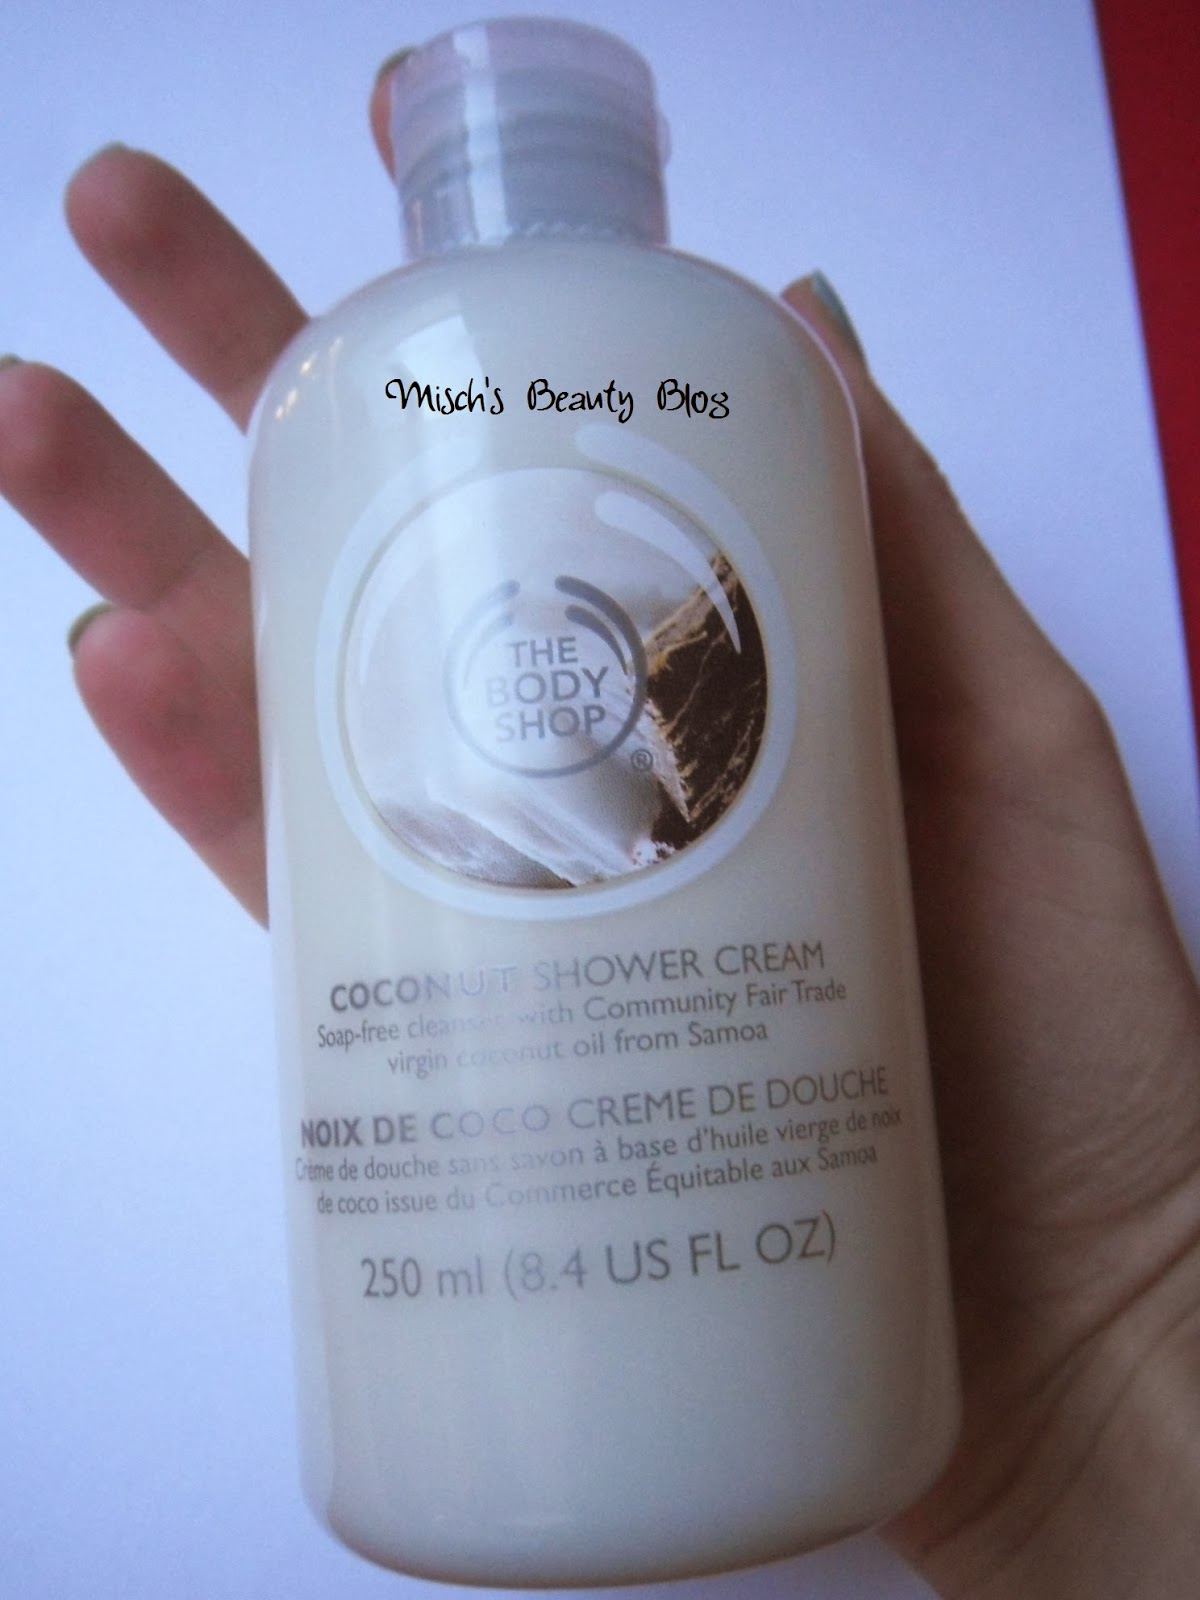 Misch's Beauty Blog
THE
BODY
SHOP
®
COCONUT SHOWER CREAM
Soap-free cleanser with Community Fair Trade
virgin coconut oil from Samoa
NOIX DE COCO CREME DE DOUCHE
Crème de douche sans savon à base d'huile vierge de noix
de coco issue du Commerce Équitable aux Samoa
250 ml (8.4 US FL OZ)